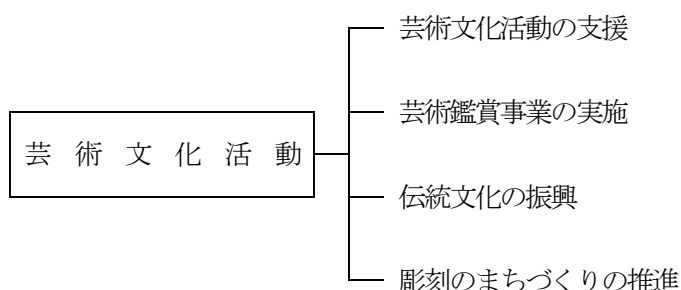 芸術文化活動の支援
芸術鑑賞事業の実施
芸術文化活動
伝統文化の振興
彫刻のまちづくりの推進